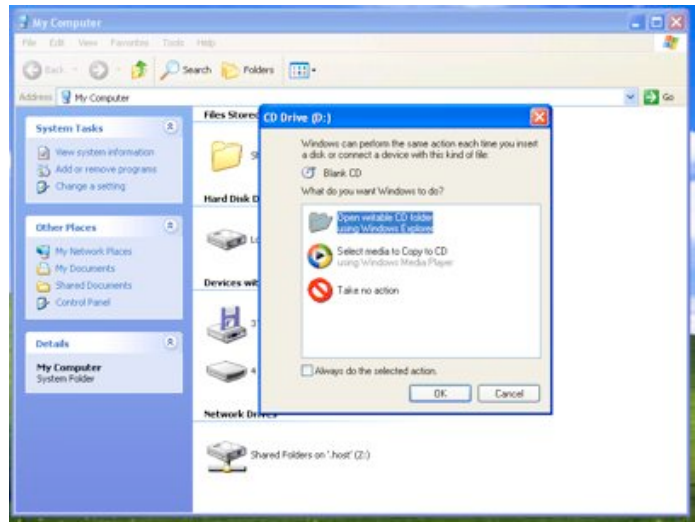 My Computer
File Edit View Favorites Tools Help
Back Search Folders
Address My Computer Go
System Tasks
View system information
Add or remove programs
Change a setting
Other Places
My Network Places
My Documents
Shared Documents
Control Panel
Details
My Computer
System Folder
Files Stored
Hard Disk D
Devices wit
Network Drives
Shared Folders on '.host' (Z:)
CD Drive (D:)
Windows can perform the same action each time you insert
a disk or connect a device with this kind of file:
Blank CD
What do you want Windows to do?
Open writable CD folder
using Windows Explorer
Select media to Copy to CD
using Windows Media Player
Take no action
Always do the selected action.
OK Cancel